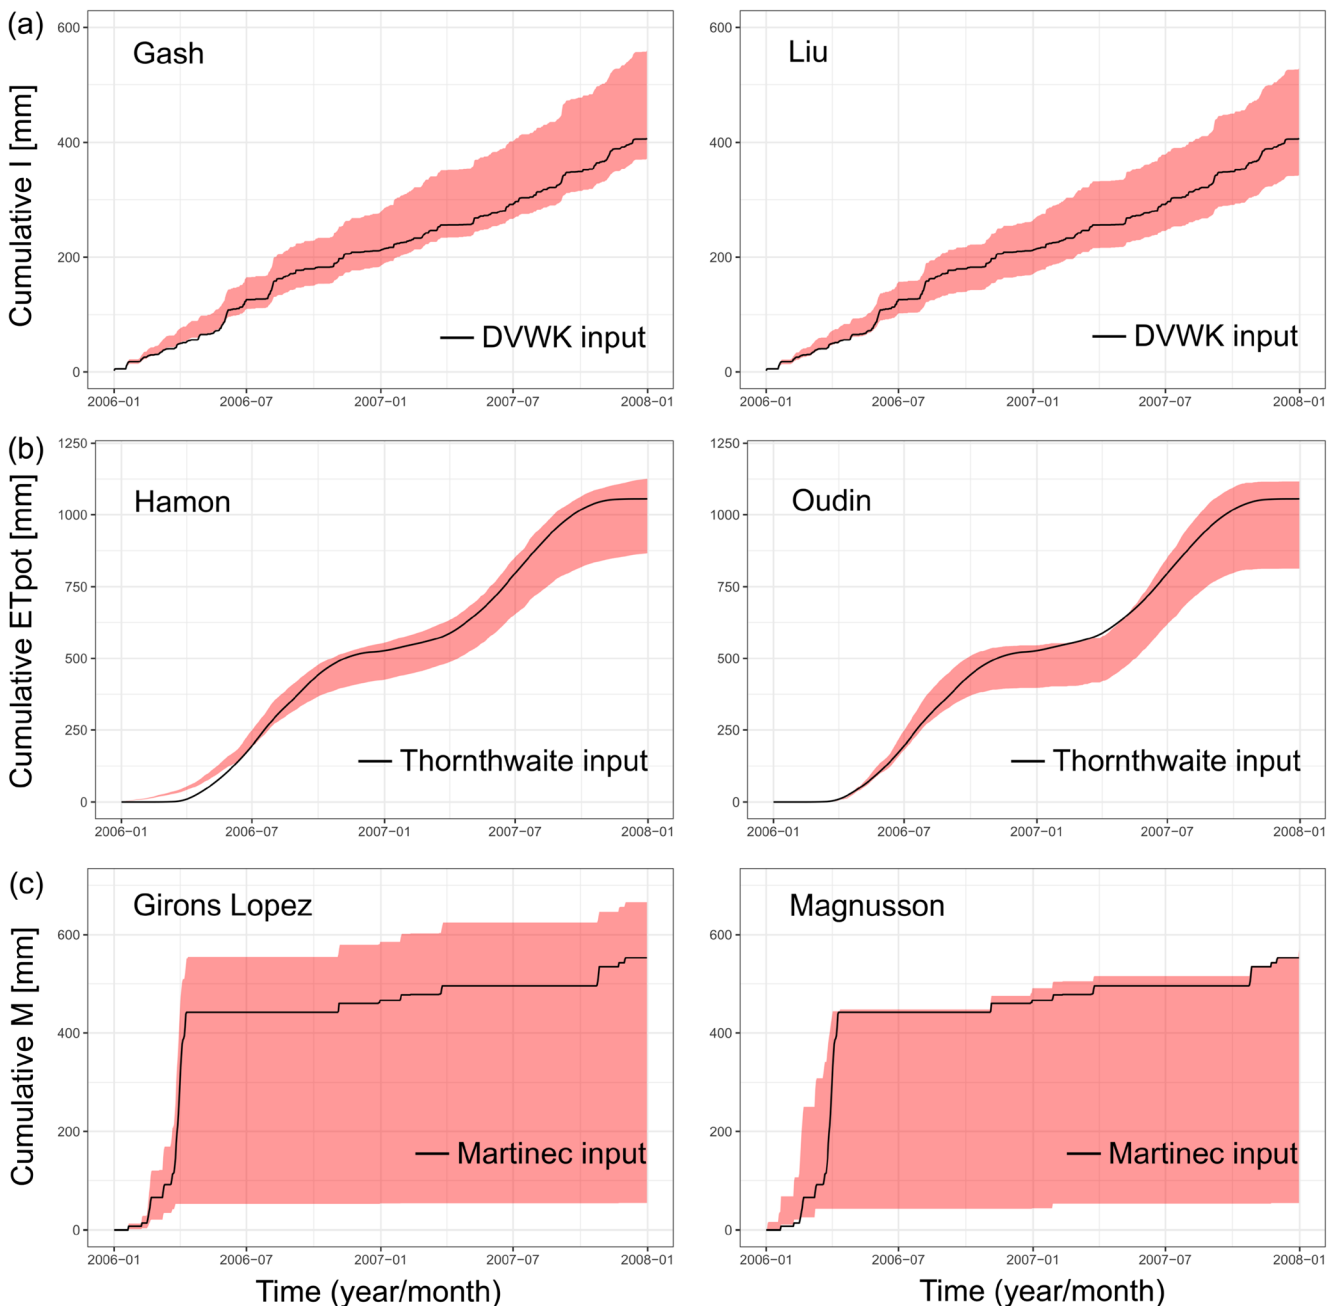 (a)
Cumulative I [mm]
600
400
200
0
Gash
DVWK input
2006–01 2006–07 2007–01 2007–07 2008–01
600
400
200
0
Liu
DVWK input
2006–01 2006–07 2007–01 2007–07 2008–01
(b)
Cumulative ETpot [mm]
1250
1000
750
500
250
0
Hamon
Thornthwaite input
2006–01 2006–07 2007–01 2007–07 2008–01
1250
1000
750
500
250
0
Oudin
Thornthwaite input
2006–01 2006–07 2007–01 2007–07 2008–01
(c)
Cumulative M [mm]
600
400
200
0
Girons Lopez
Martinec input
2006–01 2006–07 2007–01 2007–07 2008–01
Time (year/month)
600
400
200
0
Magnusson
Martinec input
2006–01 2006–07 2007–01 2007–07 2008–01
Time (year/month)